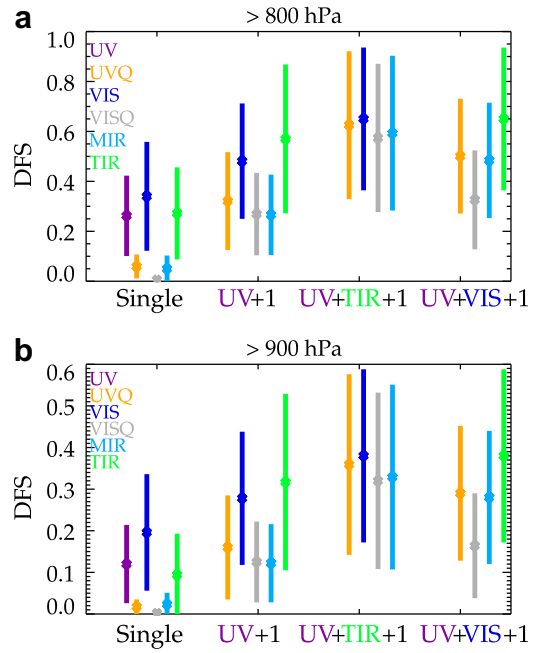 a
> 800 hPa
1.0
0.8
0.6
0.4
0.2
0.0
DFS
UV
UVQ
VIS
VISQ
MIR
TIR
Single UV+1 UV+TIR+1 UV+VIS+1
b
> 900 hPa
0.6
0.5
0.4
0.3
0.2
0.1
0.0
DFS
UV
UVQ
VIS
VISQ
MIR
TIR
Single UV+1 UV+TIR+1 UV+VIS+1